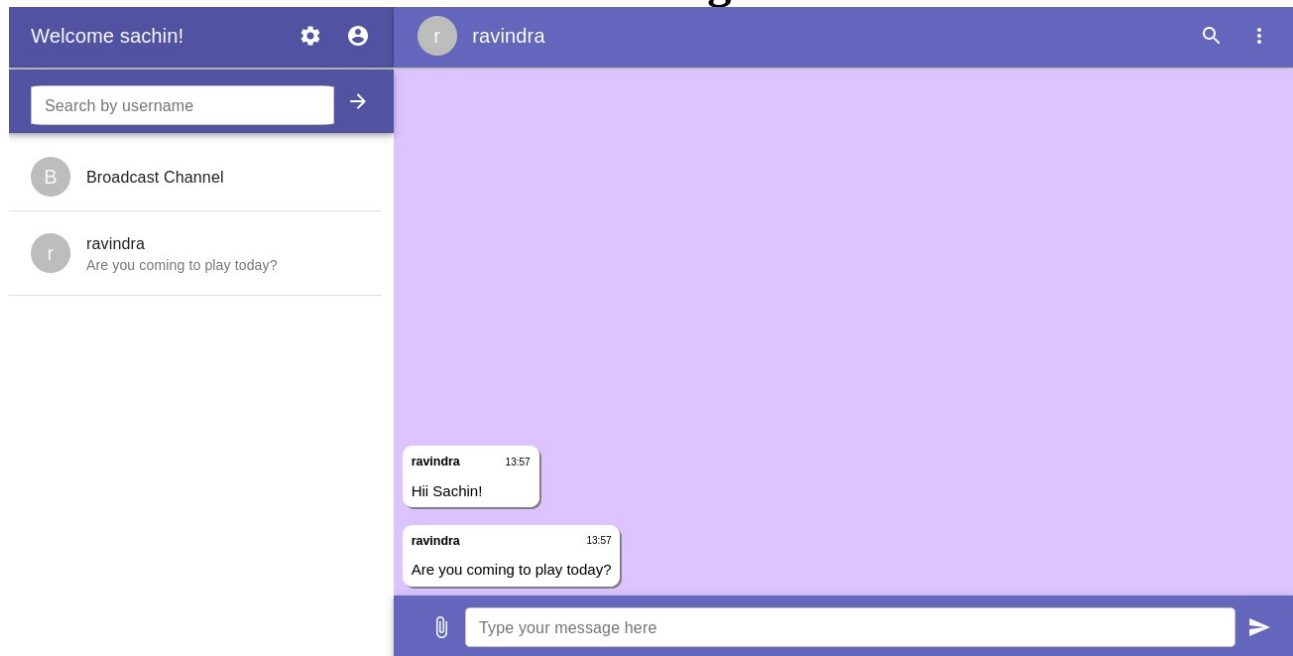 Welcome sachin!
Search by username
B Broadcast Channel
r ravindra
Are you coming to play today?
r ravindra
ravindra 13:57
Hii Sachin!
ravindra 13:57
Are you coming to play today?
Type your message here